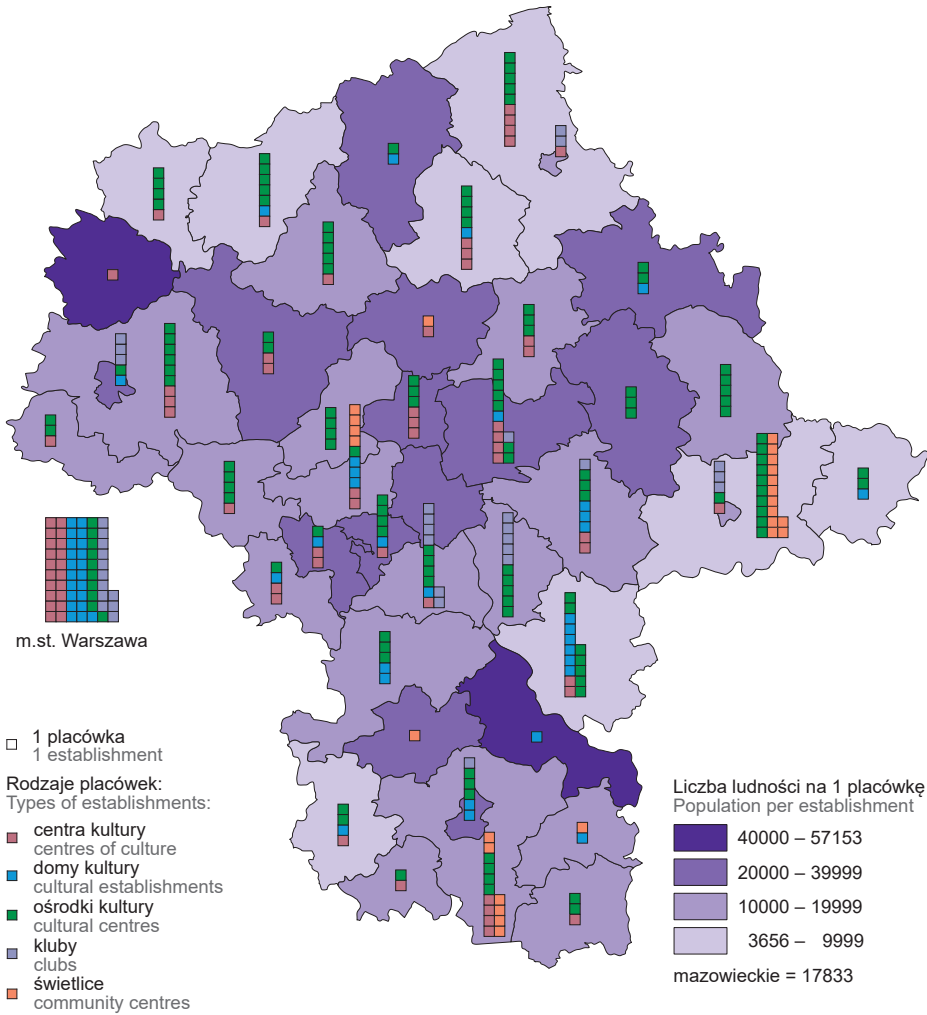 m.st. Warszawa
1 placówka
1 establishment
Rodzaje placówek:
Types of establishments:
centra kultury
centres of culture
domy kultury
cultural establishments
ośrodki kultury
cultural centres
kluby
clubs
świetlice
community centres
Liczba ludności na 1 placówkę
Population per establishment
40000 – 57153
20000 – 39999
10000 – 19999
3656 – 9999
mazowieckie = 17833